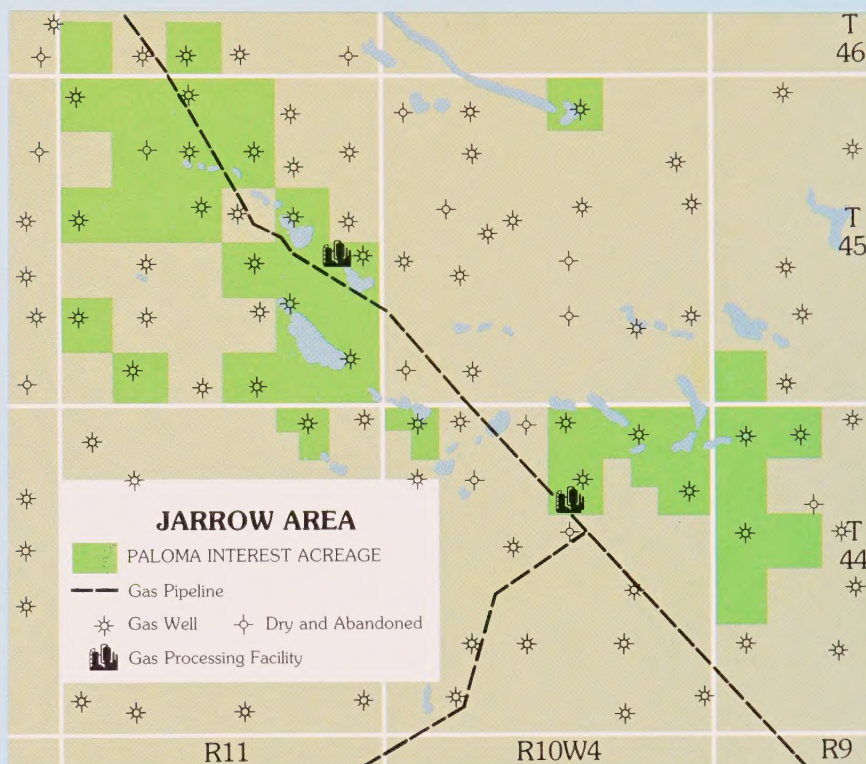 T
46
T
45
T
44
JARROW AREA
PALOMA INTEREST ACREAGE
Gas Pipeline
Gas Well
Dry and Abandoned
Gas Processing Facility
R11
R10W4
R9